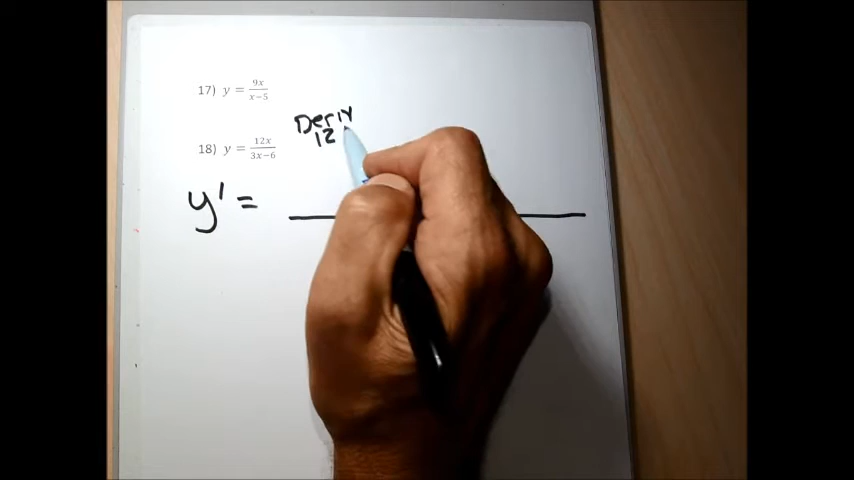 17) y = 9x/x−5
Deriv
12
18) y = 12x/3x−6
y' =